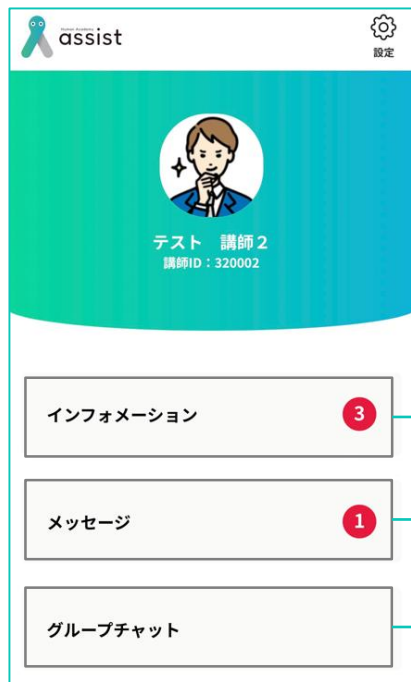 Human Academy
assist
設定
テスト　講師２
講師ID：320002
インフォメーション
3
メッセージ
1
グループチャット